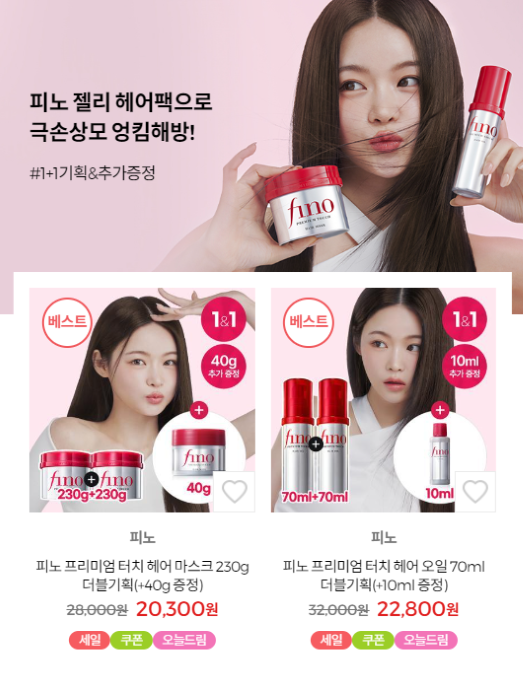 피노 젤리 헤어팩으로
극손상모 엉킴해방!
#1+1기획&추가증정
fino
PREMIUM TOUCH
fino
베스트
1&1
40g
추가 증정
+
fino + fino
230g+230g
fino
40g
베스트
1&1
10ml
추가 증정
+
fino + fino
70ml+70ml
fino
10ml
피노
피노 프리미엄 터치 헤어 마스크 230g
더블기획(+40g 증정)
28,000원 20,300원
세일 쿠폰 오늘드림
피노
피노 프리미엄 터치 헤어 오일 70ml
더블기획(+10ml 증정)
32,000원 22,800원
세일 쿠폰 오늘드림